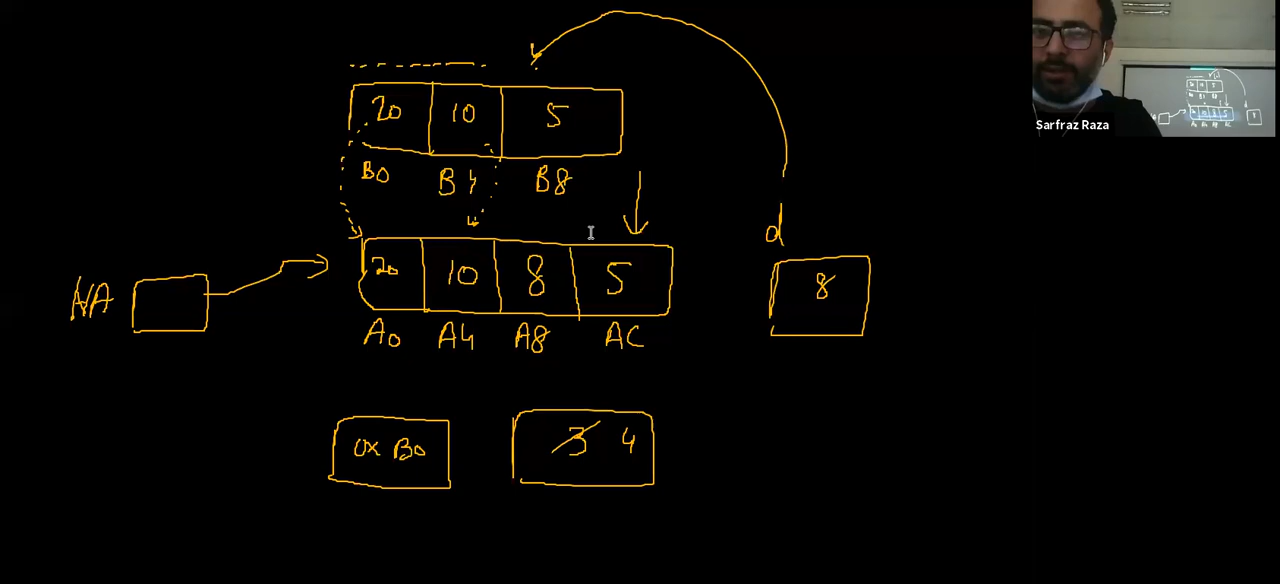 20 10 5
B0 B4 B8
d
20 10 8 5
8
NA
A0 A4 A8 AC
0x B0
3 4
Sarfraz Raza